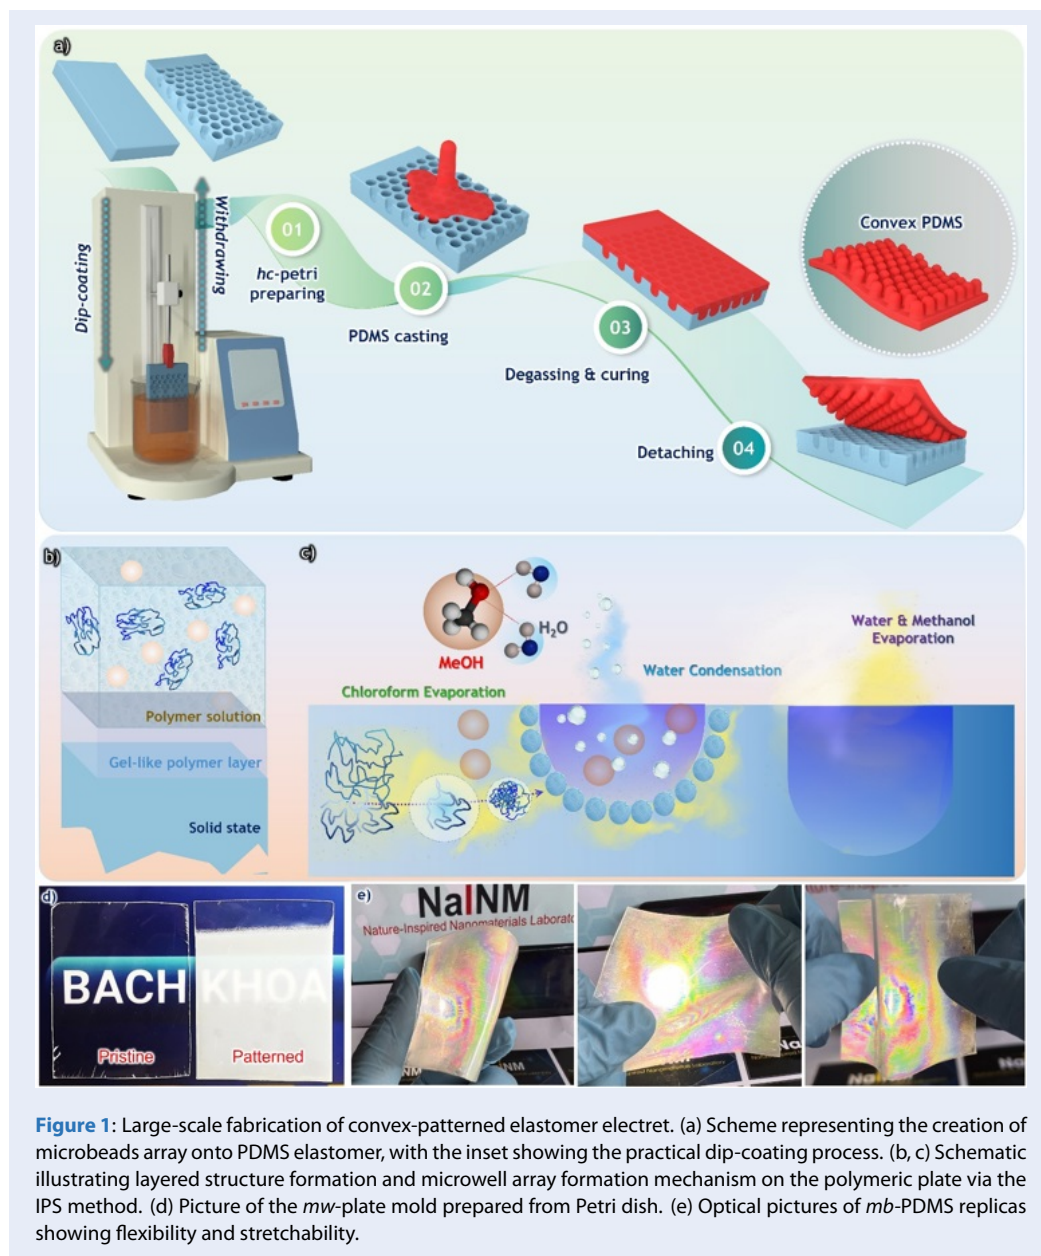 a)
Dip-coating
Withdrawing
01
hc-petri
preparing
02
PDMS casting
03
Degassing & curing
Convex PDMS
Detaching
04
b)
Polymer solution
Gel-like polymer layer
Solid state
c)
MeOH
H₂O
Chloroform Evaporation
Water Condensation
Water & Methanol
Evaporation
d)
BACH KHOA
Pristine
Patterned
e)
NaINM
Nature-Inspired Nanomaterials Laborato
Figure 1: Large-scale fabrication of convex-patterned elastomer electret. (a) Scheme representing the creation of
microbeads array onto PDMS elastomer, with the inset showing the practical dip-coating process. (b, c) Schematic
illustrating layered structure formation and microwell array formation mechanism on the polymeric plate via the
IPS method. (d) Picture of the mw-plate mold prepared from Petri dish. (e) Optical pictures of mb-PDMS replicas
showing flexibility and stretchability.